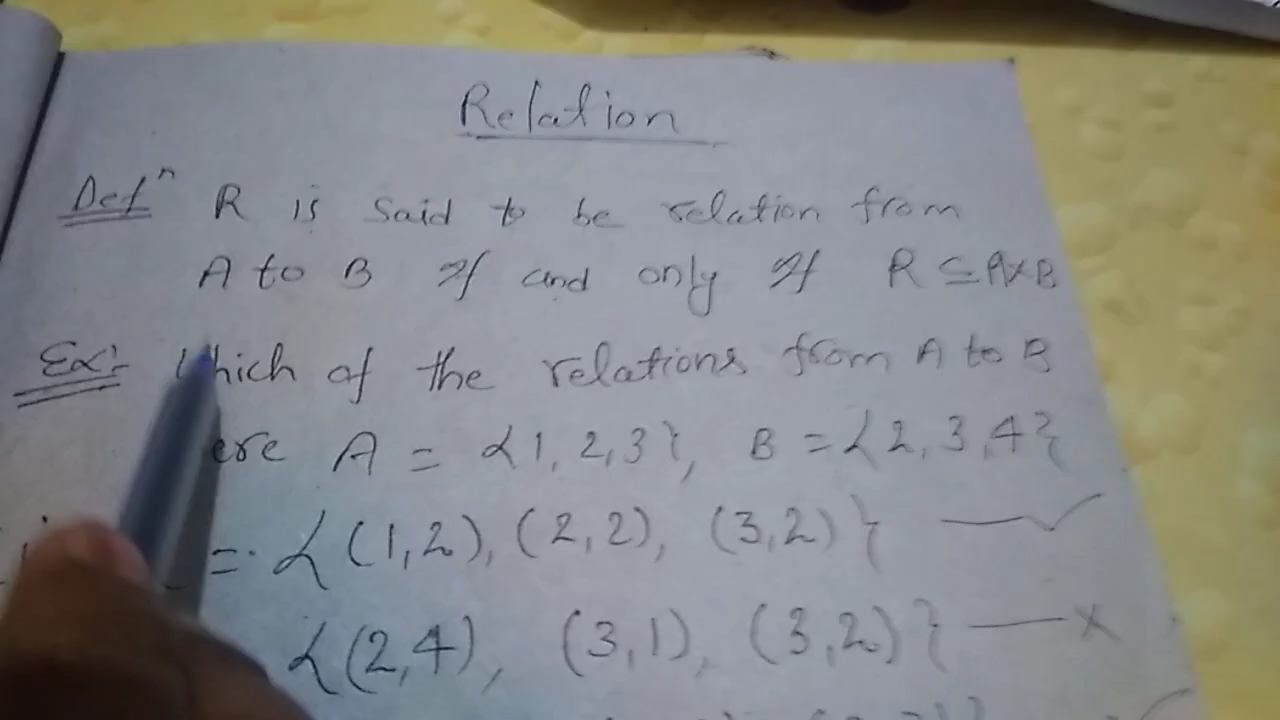 Relation
Defⁿ R is said to be relation from
A to B if and only if R ⊆ A×B
Ex:- Which of the relations from A to B
ere A = {1,2,3}, B = {2,3,4}
= {(1,2), (2,2), (3,2)} — ✓
{(2,4), (3,1), (3,2)} — ×